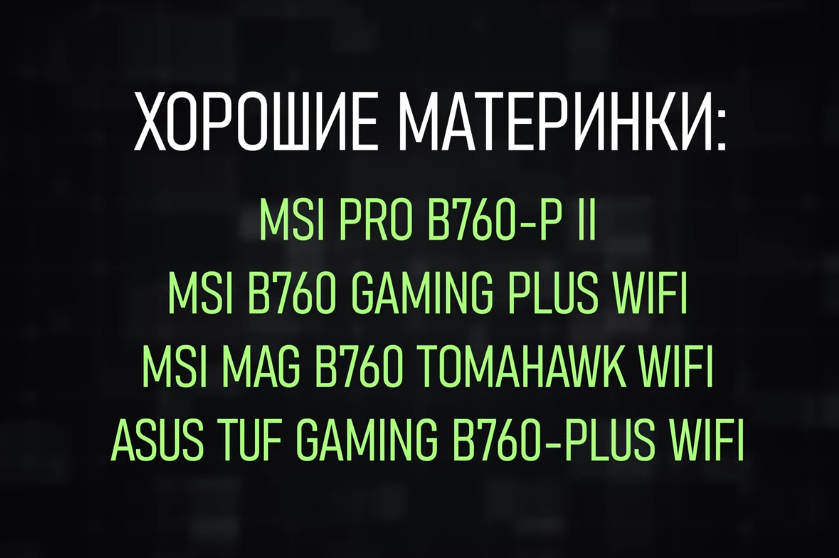 ХОРОШИЕ МАТЕРИНКИ:
MSI PRO B760-P II
MSI B760 GAMING PLUS WIFI
MSI MAG B760 TOMAHAWK WIFI
ASUS TUF GAMING B760-PLUS WIFI